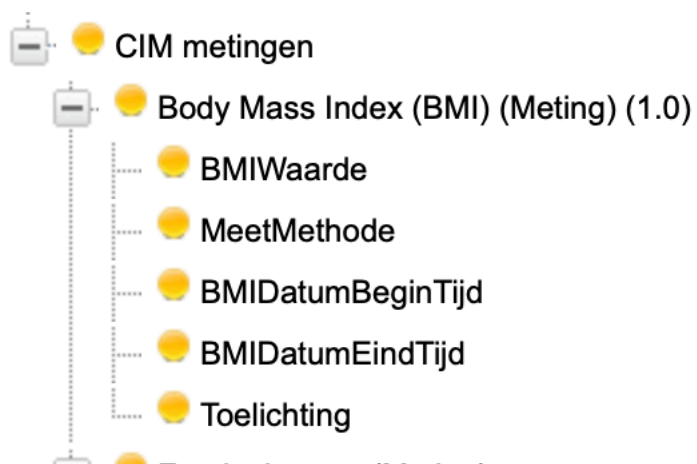 CIM metingen
Body Mass Index (BMI) (Meting) (1.0)
BMIWaarde
MeetMethode
BMIDatumBeginTijd
BMIDatumEindTijd
Toelichting